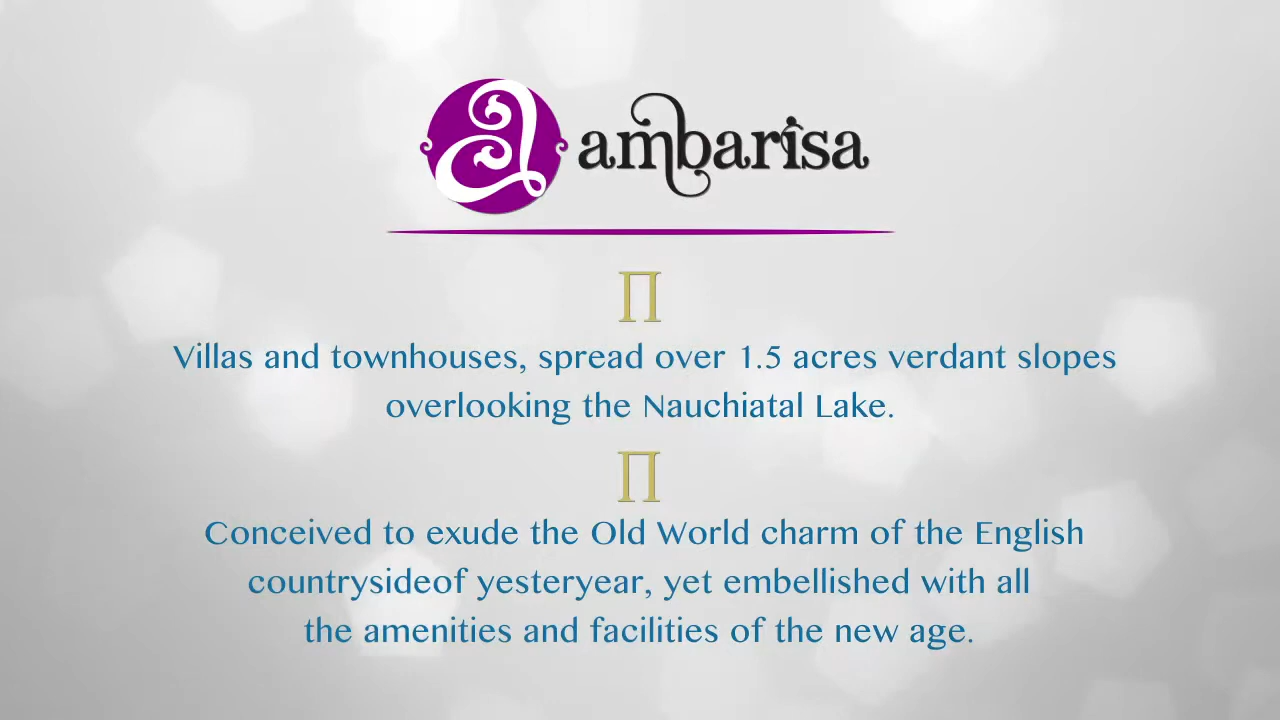 ambarisa
∏
Villas and townhouses, spread over 1.5 acres verdant slopes
overlooking the Nauchiatal Lake.
∏
Conceived to exude the Old World charm of the English
countrysideof yesteryear, yet embellished with all
the amenities and facilities of the new age.